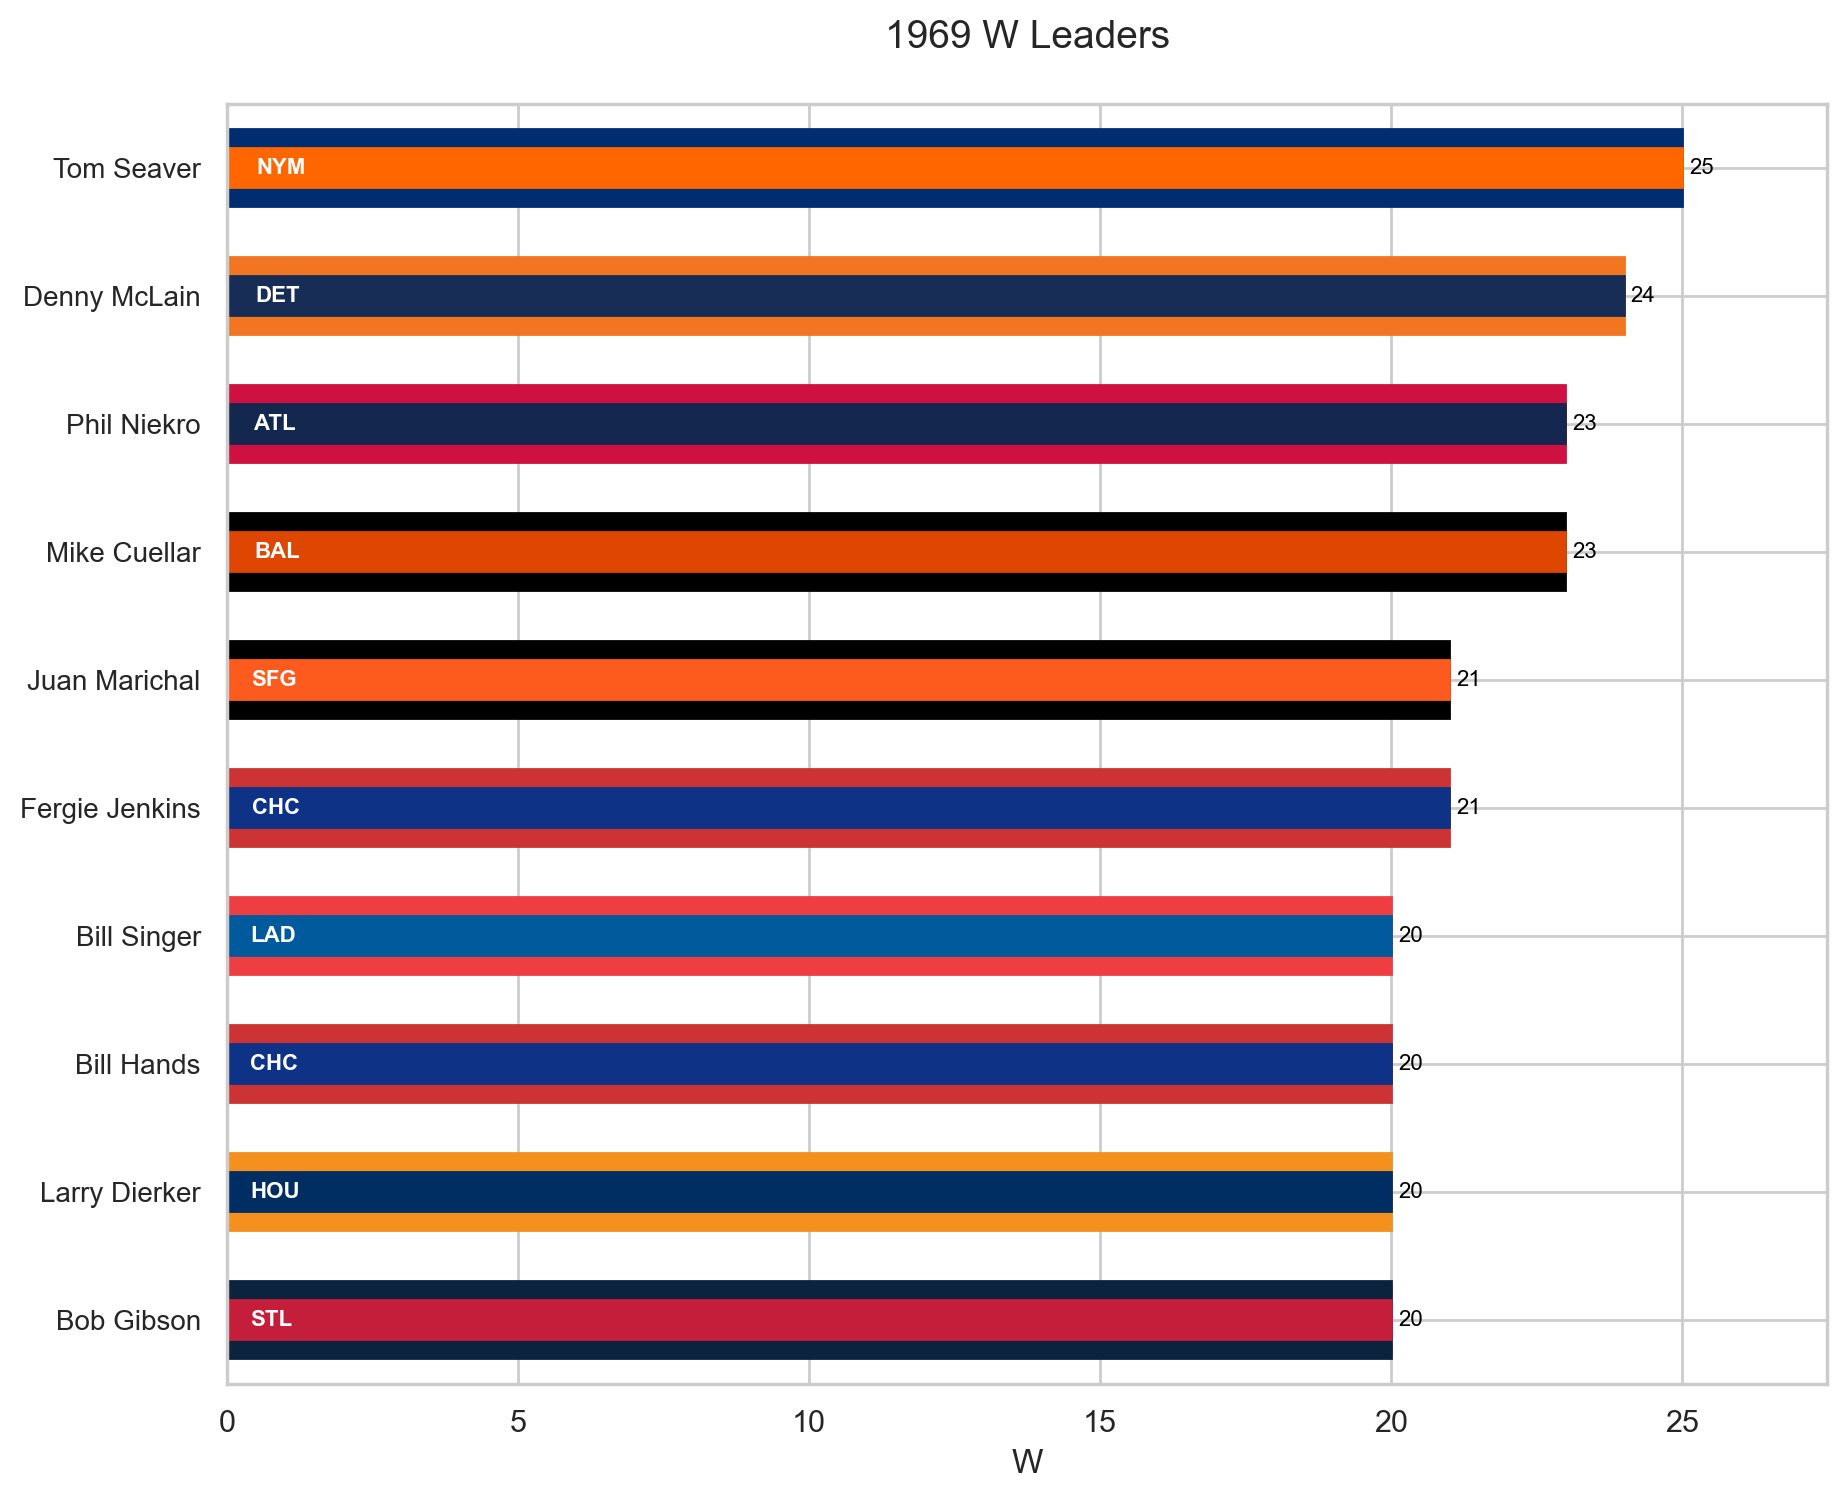 1969 W Leaders
Tom Seaver NYM 25
Denny McLain DET 24
Phil Niekro ATL 23
Mike Cuellar BAL 23
Juan Marichal SFG 21
Fergie Jenkins CHC 21
Bill Singer LAD 20
Bill Hands CHC 20
Larry Dierker HOU 20
Bob Gibson STL 20
0 5 10 15 20 25
W